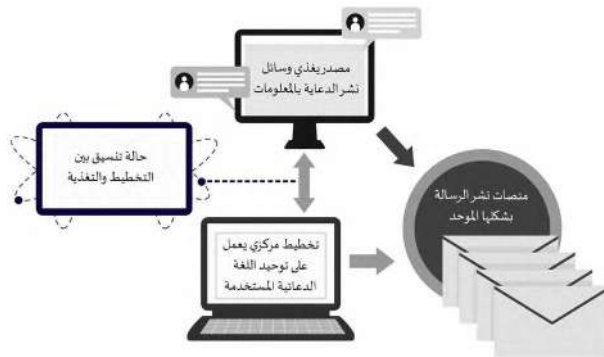 مصدر يغذي وسائل
نشر الدعاية بالمعلومات
حالة تنسيق بين
التخطيط والتغذية
منصات نشر الرسالة
بشكلها الموحد
تخطيط مركزي يعمل
على توحيد اللغة
الدعائية المستخدمة